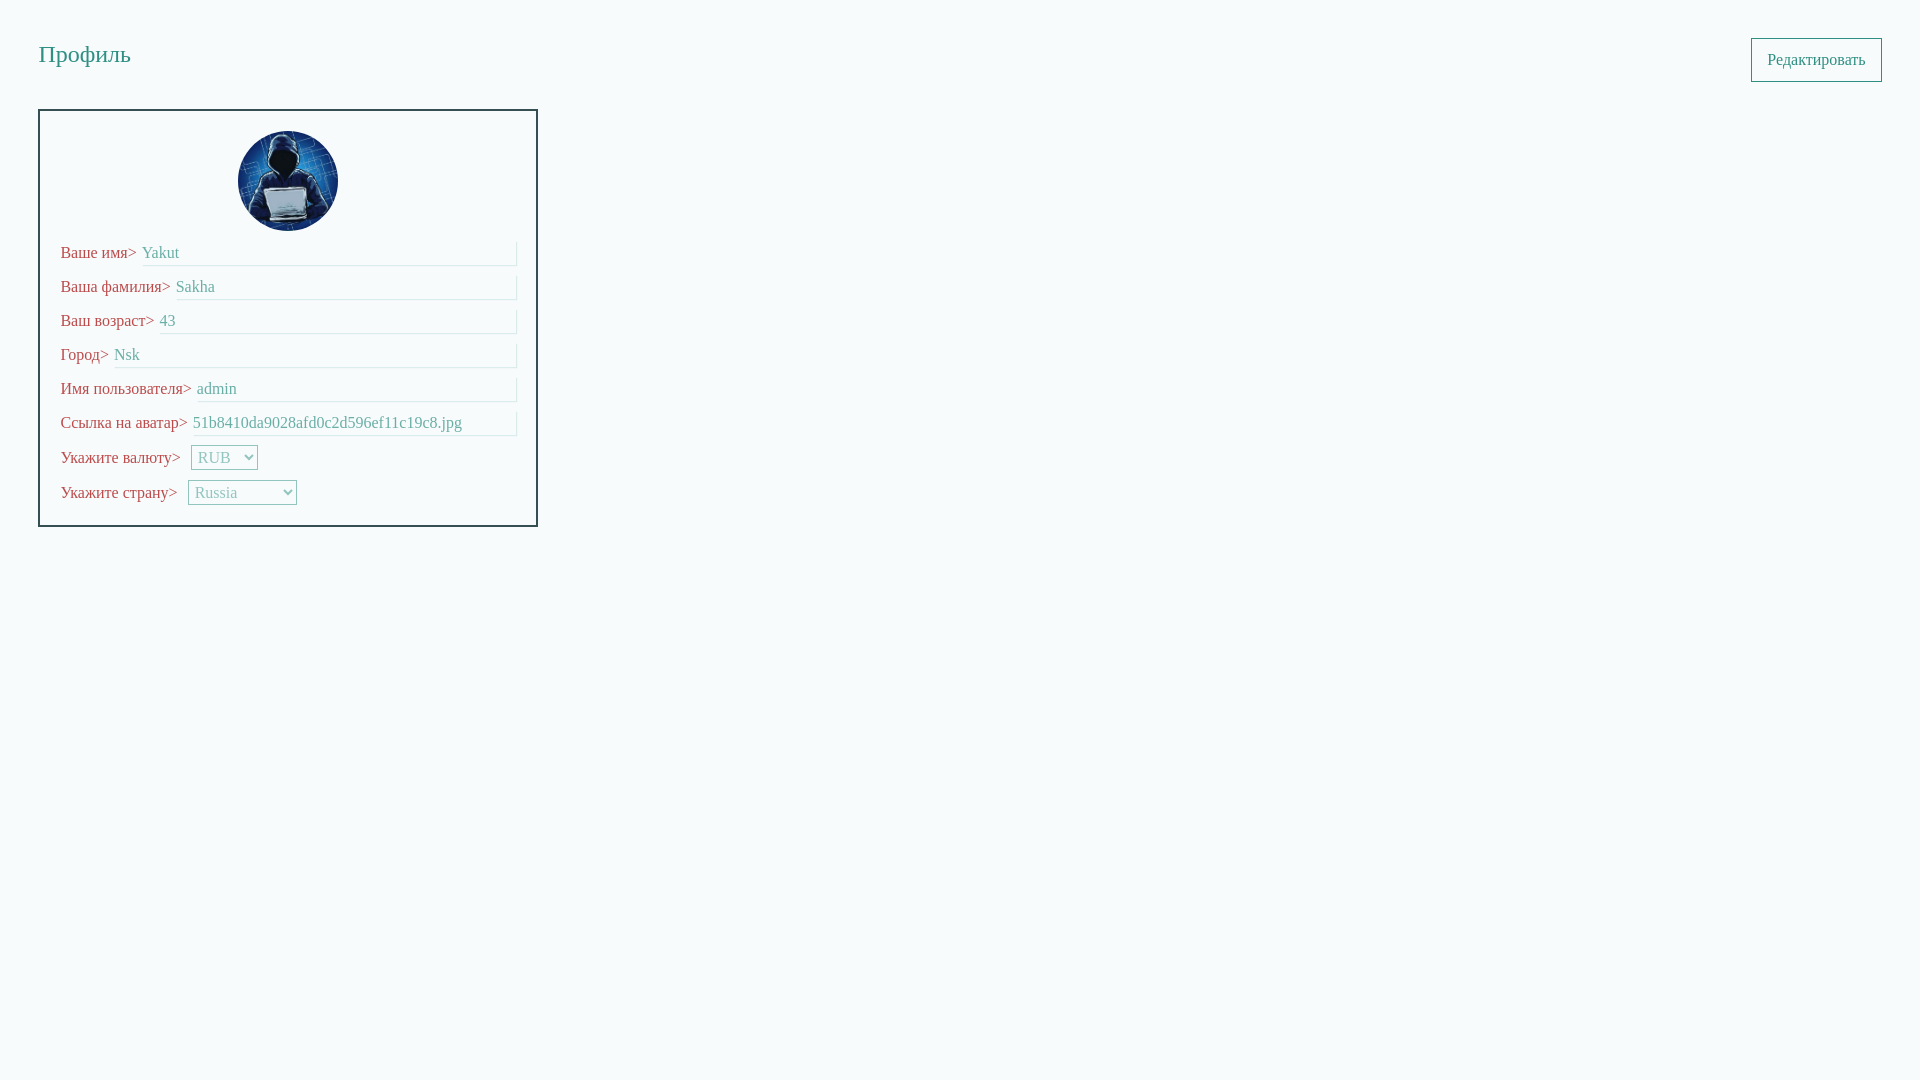 Профиль
Редактировать
Ваше имя> Yakut
Ваша фамилия> Sakha
Ваш возраст> 43
Город> Nsk
Имя пользователя> admin
Ссылка на аватар> 51b8410da9028afd0c2d596ef11c19c8.jpg
Укажите валюту> RUB
Укажите страну> Russia